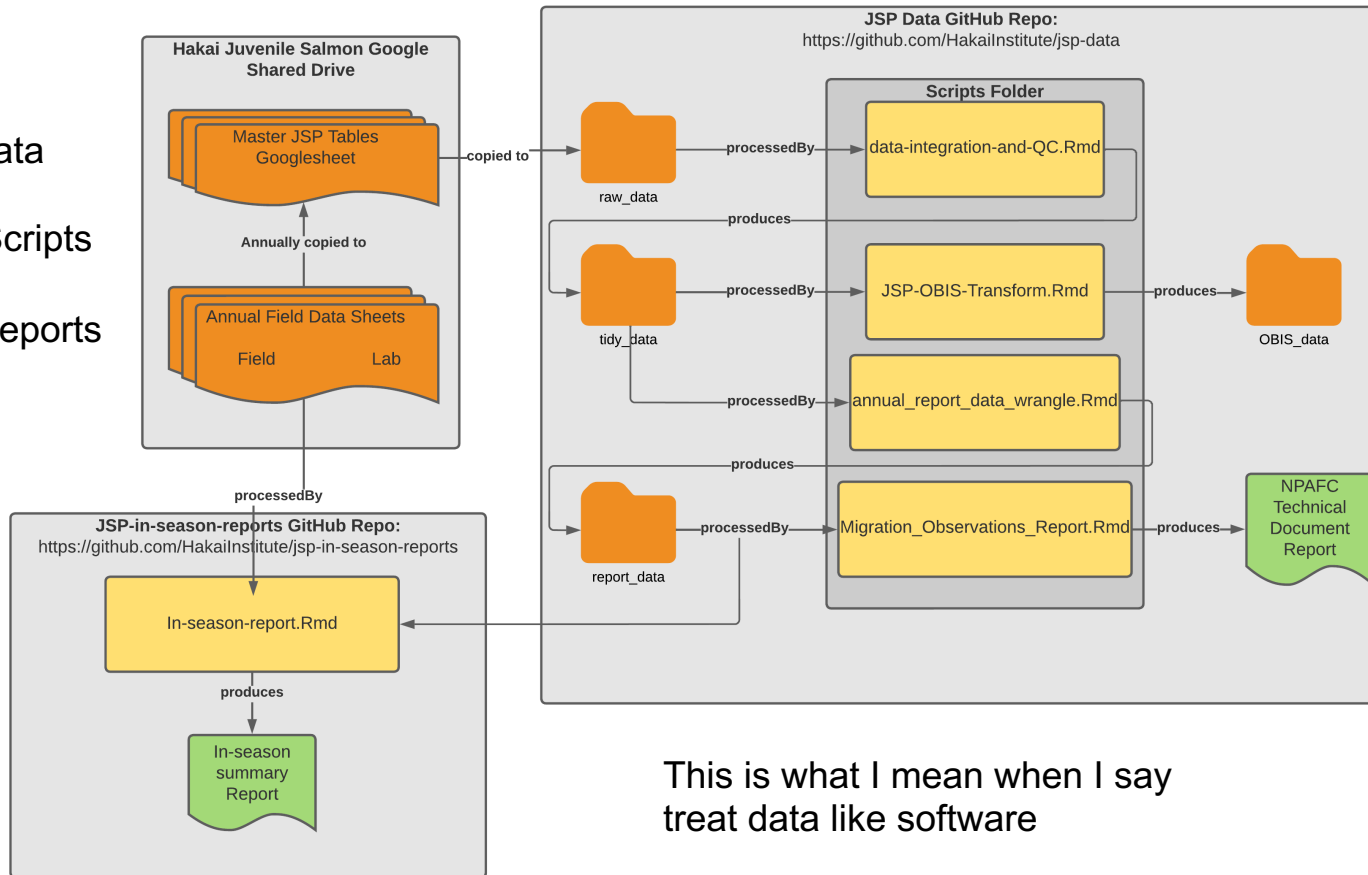 ata
Scripts
eports
Hakai Juvenile Salmon Google
Shared Drive
Master JSP Tables
Googlesheet
Annually copied to
Annual Field Data Sheets
Field Lab
copied to
processedBy
JSP-in-season-reports GitHub Repo:
https://github.com/HakaiInstitute/jsp-in_season-reports
In-season-report.Rmd
produces
In-season
summary
Report
JSP Data GitHub Repo:
https://github.com/HakaiInstitute/jsp-data
Scripts Folder
raw_data
processedBy
data-integration-and-QC.Rmd
produces
tidy_data
processedBy
JSP-OBIS-Transform.Rmd
produces
OBIS_data
processedBy
annual_report_data_wrangle.Rmd
produces
report_data
processedBy
Migration_Observations_Report.Rmd
produces
NPAFC
Technical
Document
Report
This is what I mean when I say
treat data like software